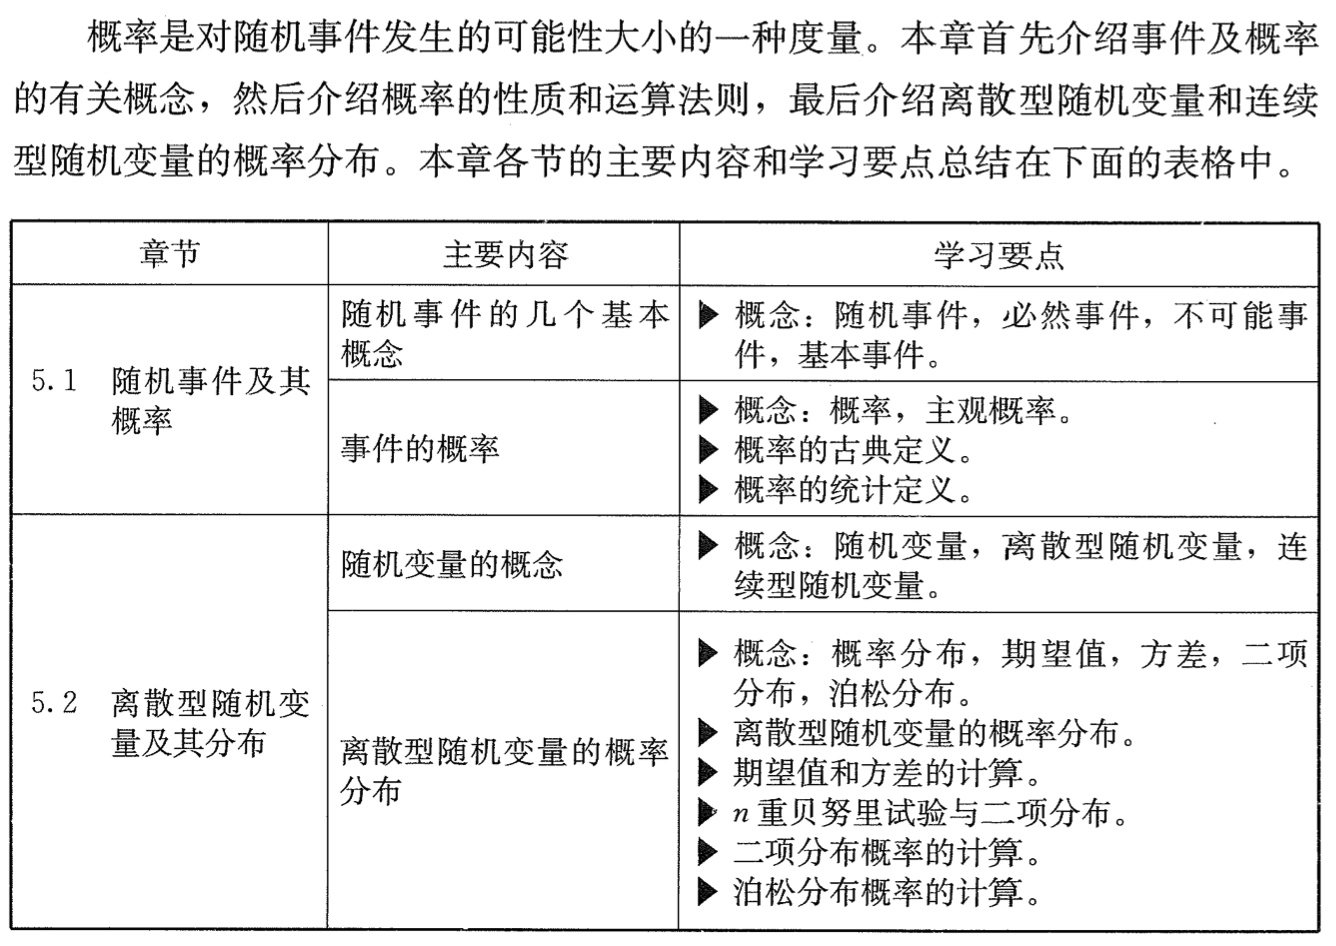 概率是对随机事件发生的可能性大小的一种度量。本章首先介绍事件及概率
的有关概念，然后介绍概率的性质和运算法则，最后介绍离散型随机变量和连续
型随机变量的概率分布。本章各节的主要内容和学习要点总结在下面的表格中。
章节 主要内容 学习要点
5.1 随机事件及其
概率
随机事件的几个基本
概念
▶ 概念：随机事件，必然事件，不可能事
件，基本事件。
事件的概率
▶ 概念：概率，主观概率。
▶ 概率的古典定义。
▶ 概率的统计定义。
5.2 离散型随机变
量及其分布
随机变量的概念
▶ 概念：随机变量，离散型随机变量，连
续型随机变量。
离散型随机变量的概率
分布
▶ 概念：概率分布，期望值，方差，二项
分布，泊松分布。
▶ 离散型随机变量的概率分布。
▶ 期望值和方差的计算。
▶ n重贝努里试验与二项分布。
▶ 二项分布概率的计算。
▶ 泊松分布概率的计算。